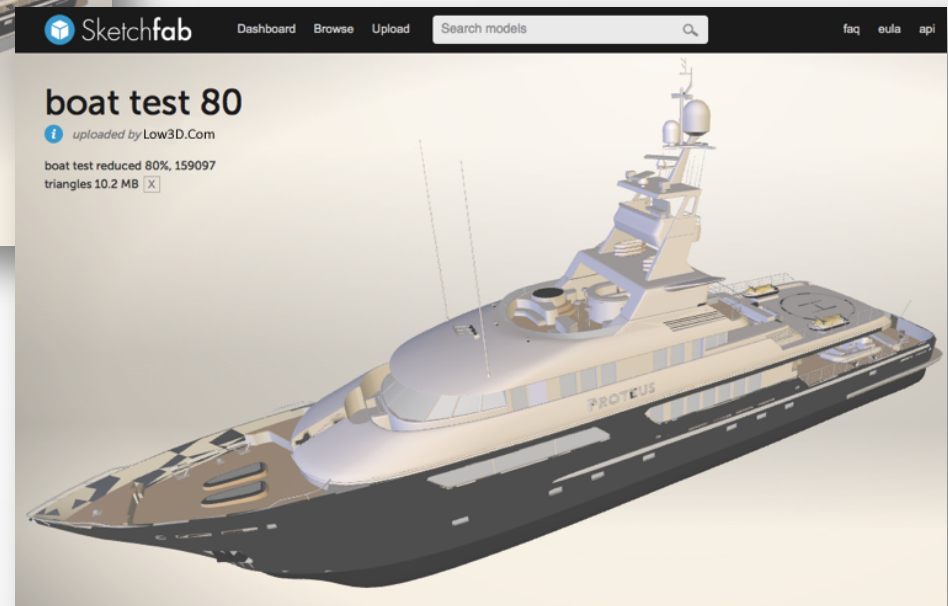 Sketchfab
Dashboard Browse Upload Search models faq eula api
boat test 80
i uploaded by Low3D.Com
boat test reduced 80%, 159097
triangles 10.2 MB X
PROTEUS
H